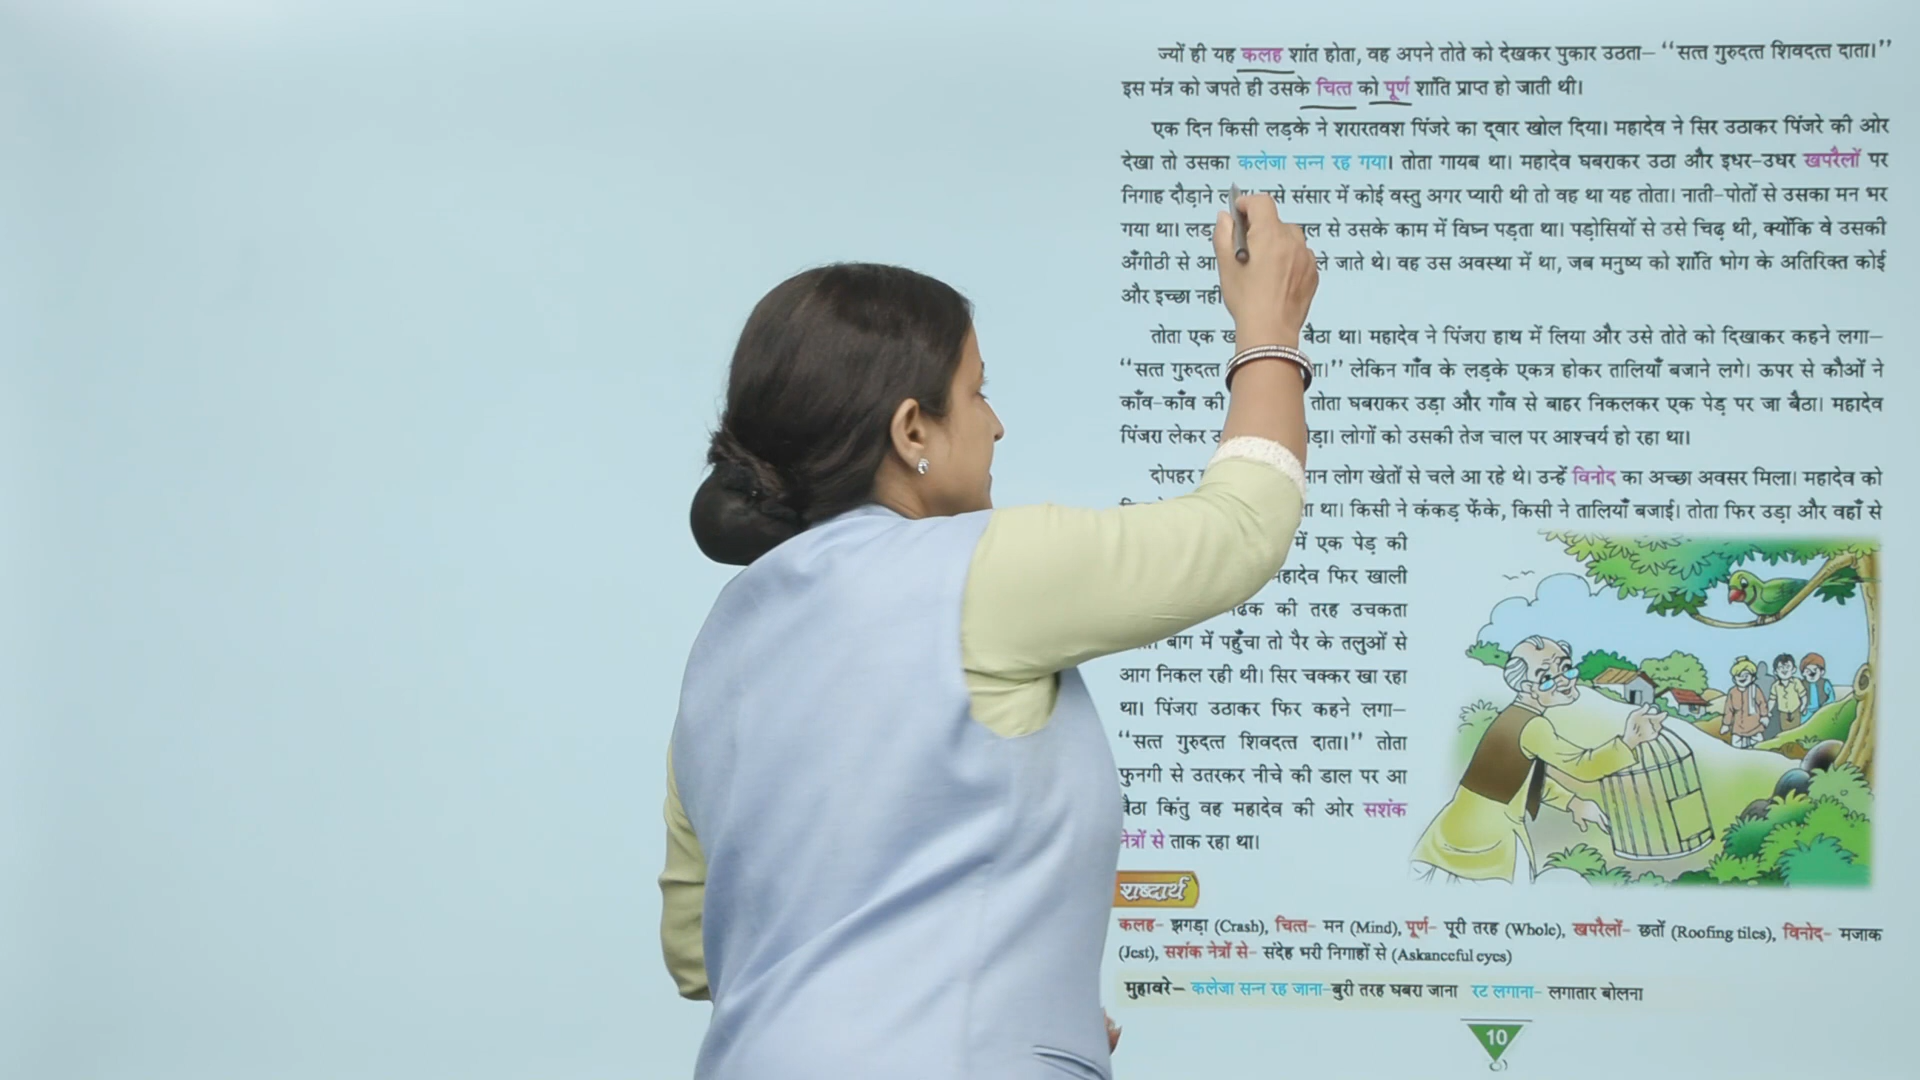 ज्यों ही यह कलह शांत होता, वह अपने तोते को देखकर पुकार उठता– “सत्त गुरुदत्त शिवदत्त दाता।”
इस मंत्र को जपते ही उसके चित्त को पूर्ण शांति प्राप्त हो जाती थी।
एक दिन किसी लड़के ने शरारतवश पिंजरे का द्वार खोल दिया। महादेव ने सिर उठाकर पिंजरे की ओर
देखा तो उसका कलेजा सन्न रह गया। तोता गायब था। महादेव घबराकर उठा और इधर-उधर खपरैलों पर
निगाह दौड़ाने संसार में कोई वस्तु अगर प्यारी थी तो वह था यह तोता। नाती-पोतों से उसका मन भर
गया था। से उसके काम में विघ्न पड़ता था। पड़ोसियों से उसे चिढ़ थी, क्योंकि वे उसकी
अँगीठी से जाते थे। वह उस अवस्था में था, जब मनुष्य को शांति भोग के अतिरिक्त कोई
और इच्छा नहीं
तोता एक बैठा था। महादेव ने पिंजरा हाथ में लिया और उसे तोते को दिखाकर कहने लगा–
“सत्त गुरुदत्त लेकिन गाँव के लड़के एकत्र होकर तालियाँ बजाने लगे। ऊपर से कौओं ने
काँव-काँव की तोता घबराकर उड़ा और गाँव से बाहर निकलकर एक पेड़ पर जा बैठा। महादेव
पिंजरा लेकर लोगों को उसकी तेज चाल पर आश्चर्य हो रहा था।
दोपहर लोग खेतों से चले आ रहे थे। उन्हें विनोद का अच्छा अवसर मिला। महादेव को
था। किसी ने कंकड़ फेंके, किसी ने तालियाँ बजाई। तोता फिर उड़ा और वहाँ से
में एक पेड़ की
महादेव फिर खाली
की तरह उचकता
बाग में पहुँचा तो पैर के तलुओं से
आग निकल रही थी। सिर चक्कर खा रहा
था। पिंजरा उठाकर फिर कहने लगा–
“सत्त गुरुदत्त शिवदत्त दाता।” तोता
फुनगी से उतरकर नीचे की डाल पर आ
बैठा किंतु वह महादेव की ओर सशंक
नेत्रों से ताक रहा था।
शब्दार्थ
कलह– झगड़ा (Crash), चित्त– मन (Mind), पूर्ण– पूरी तरह (Whole), खपरैलों– छतों (Roofing tiles), विनोद– मजाक
(Jest), सशंक नेत्रों से– संदेह भरी निगाहों से (Askanceful eyes)
मुहावरे– कलेजा सन्न रह जाना–बुरी तरह घबरा जाना रट लगाना– लगातार बोलना
10